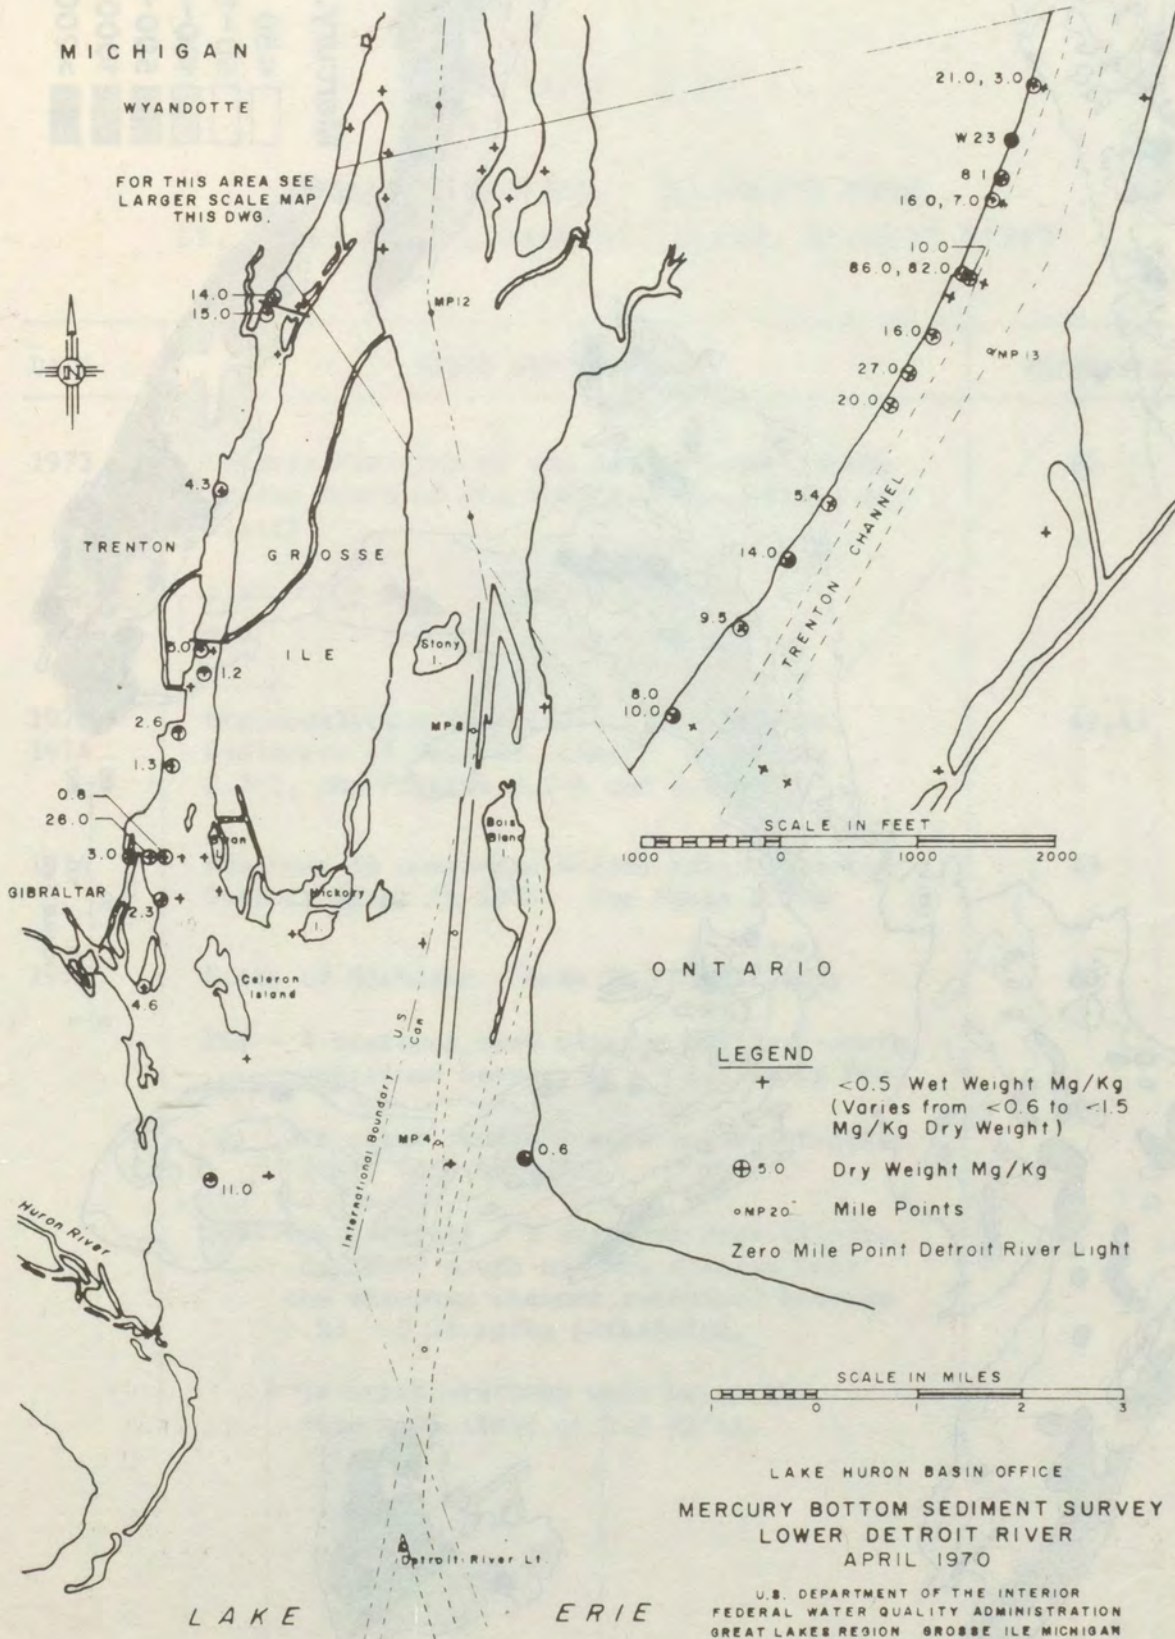 MICHIGAN
WYANDOTTE
FOR THIS AREA SEE
LARGER SCALE MAP
THIS DWG.
21.0, 3.0
W 23
8.1
16.0, 7.0
10.0
86.0, 82.0
16.0
MP 13
27.0
20.0
5.4
14.0
9.5
8.0
10.0
TRENTON CHANNEL
SCALE IN FEET
1000 0 1000 2000
14.0
15.0
MP12
N
4.3
TRENTON
GROSSE
ILE
5.0
1.2
Stony
I.
MP8
2.6
1.3
0.8
26.0
3.0
GIBRALTAR
2.3
4.6
Bois
Bland
I.
Hickory
I.
Celeron
Island
U S
Can
International Boundary
MP4
0.6
11.0
Huron River
ONTARIO
LEGEND
+ <0.5 Wet Weight Mg/Kg
(Varies from <0.6 to <1.5
Mg/Kg Dry Weight)
⊕ 5.0 Dry Weight Mg/Kg
oMP20 Mile Points
Zero Mile Point Detroit River Light
SCALE IN MILES
1 0 1 2 3
Detroit River Lt.
LAKE ERIE
LAKE HURON BASIN OFFICE
MERCURY BOTTOM SEDIMENT SURVEY
LOWER DETROIT RIVER
APRIL 1970
U.S. DEPARTMENT OF THE INTERIOR
FEDERAL WATER QUALITY ADMINISTRATION
GREAT LAKES REGION GROSSE ILE MICHIGAN